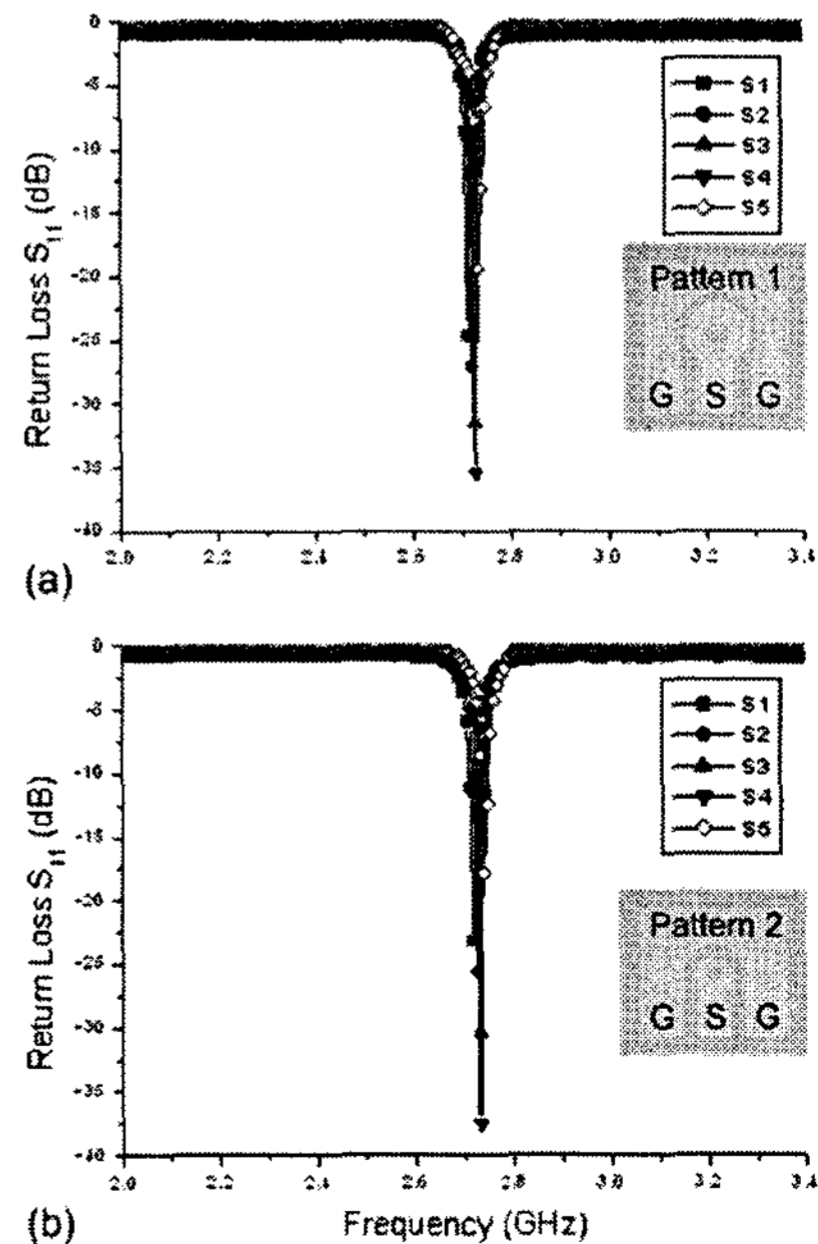 0
-5
-10
-15
-20
-25
-30
-35
-40
Return Loss S11 (dB)
S1
S2
S3
S4
S5
Pattern 1
G S G
2.0 2.4 2.6 2.8 3.0 3.2 3.4
(a)
0
-5
-10
-15
-20
-25
-30
-35
-40
Return Loss S11 (dB)
S1
S2
S3
S4
S5
Pattern 2
G S G
2.0 2.2 2.4 2.6 2.8 3.0 3.2 3.4
(b) Frequency (GHz)